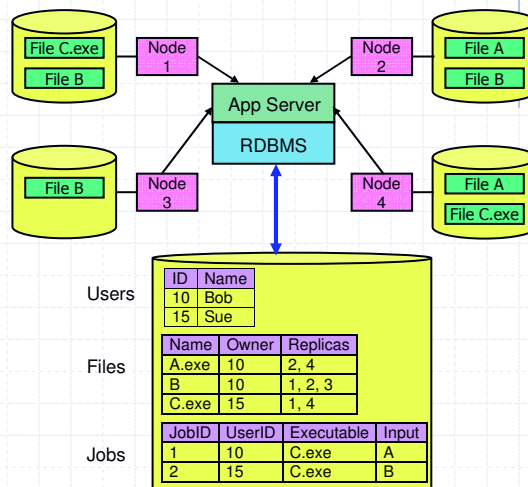 File C.exe
File B
Node
1
Node
2
File A
File B
App Server
RDBMS
File B
Node
3
Node
4
File A
File C.exe
Users
ID Name
10 Bob
15 Sue
Files
Name Owner Replicas
A.exe 10 2, 4
B 10 1, 2, 3
C.exe 15 1, 4
Jobs
JobID UserID Executable Input
1 10 C.exe A
2 15 C.exe B